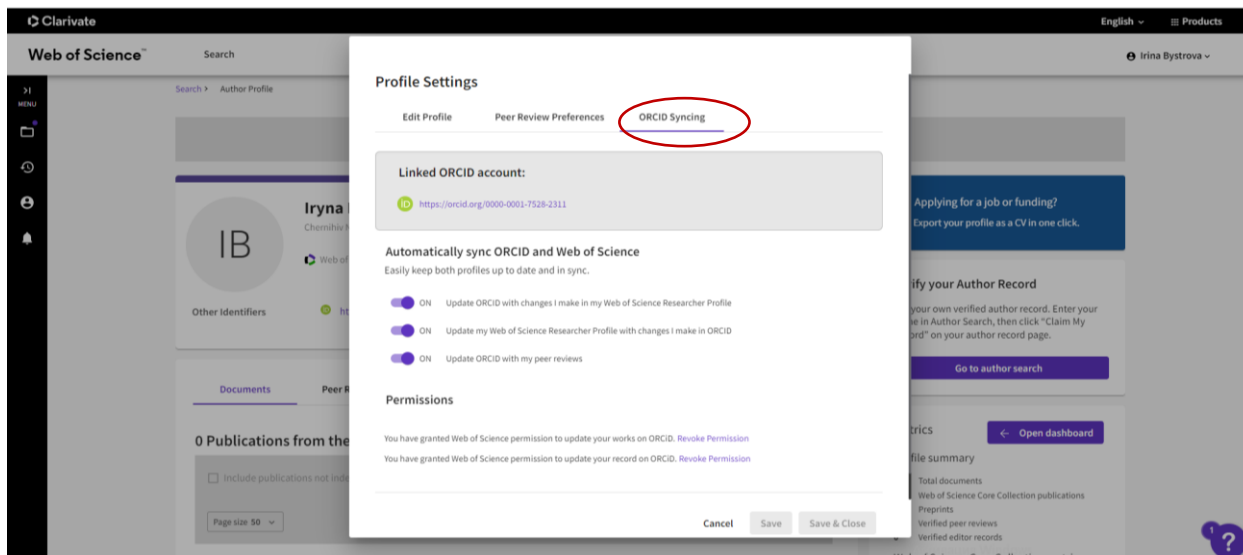 Clarivate
English
Products
Web of Science™
Search
Irina Bystrova
MENU
Search > Author Profile
Profile Settings
Edit Profile
Peer Review Preferences
ORCID Syncing
Linked ORCID account:
iD https://orcid.org/0000-0001-7528-2311
Automatically sync ORCID and Web of Science
Easily keep both profiles up to date and in sync.
ON Update ORCID with changes I make in my Web of Science Researcher Profile
ON Update my Web of Science Researcher Profile with changes I make in ORCID
ON Update ORCID with my peer reviews
Permissions
You have granted Web of Science permission to update your works on ORCiD. Revoke Permission
You have granted Web of Science permission to update your record on ORCiD. Revoke Permission
Cancel
Save
Save & Close
IB
Iryna
Chernihiv
Web of
Other Identifiers
Documents
Peer
0 Publications from the
Include publications not
Page size 50
Applying for a job or funding?
Export your profile as a CV in one click.
your Author Record
your own verified author record. Enter your
in Author Search, then click "Claim My
on your author record page.
Go to author search
Open dashboard
summary
Total documents
Web of Science Core Collection publications
Preprints
Verified peer reviews
Verified editor records
1
?